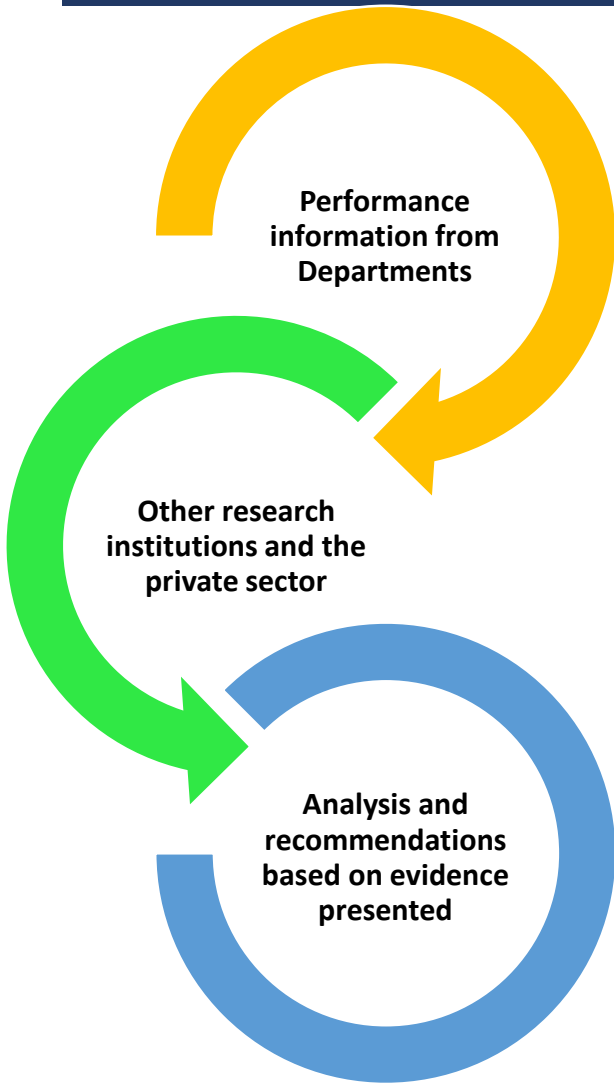 Performance
information from
Departments
Other research
institutions and the
private sector
Analysis and
recommendations
based on evidence
presented